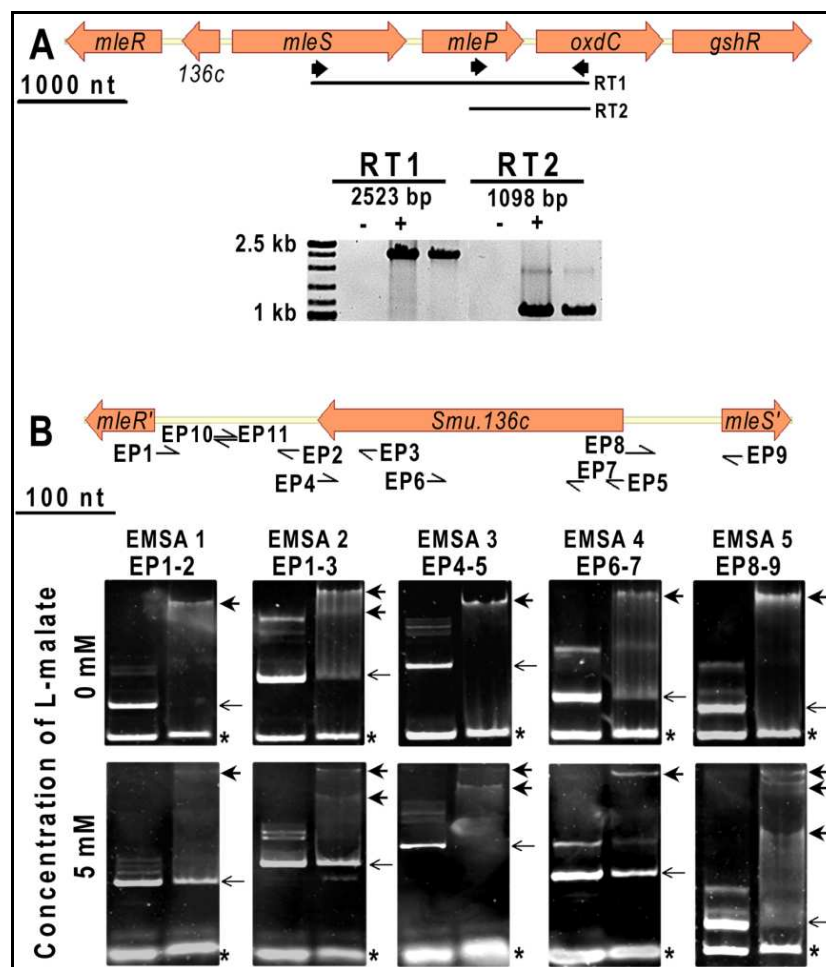 A
mleR
136c
mleS
mleP
oxdC
gshR
1000 nt
RT1
RT2
RT1
RT2
2523 bp
1098 bp
- +
- +
2.5 kb
1 kb
B
mleR'
Smu.136c
mleS'
EP10
EP11
EP1
EP2
EP3
EP4
EP6
EP8
EP7
EP5
EP9
100 nt
EMSA 1
EP1-2
EMSA 2
EP1-3
EMSA 3
EP4-5
EMSA 4
EP6-7
EMSA 5
EP8-9
Concentration of L-malate
0 mM
* * * * *
5 mM
* * * * *